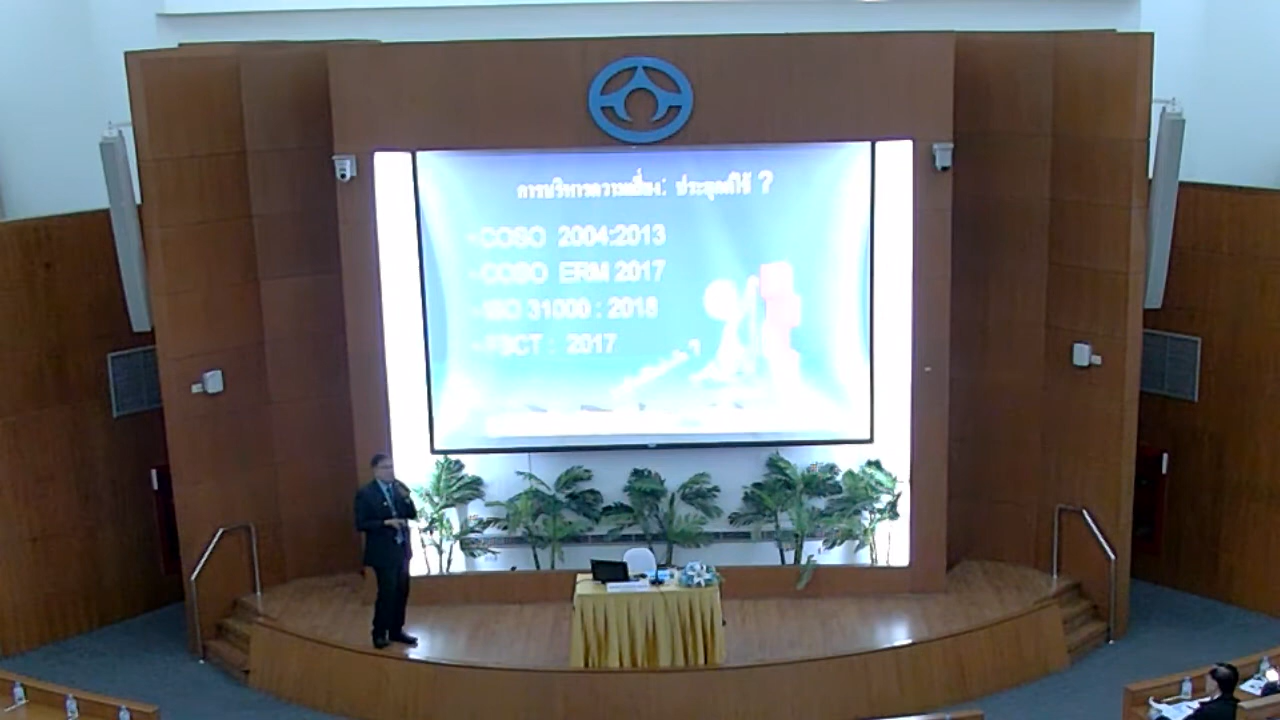 การบริหารความเสี่ยง: ประยุกต์ใช้ ?
-COSO 2004:2013
-COSO ERM 2017
-ISO 31000 : 2018
: 2017